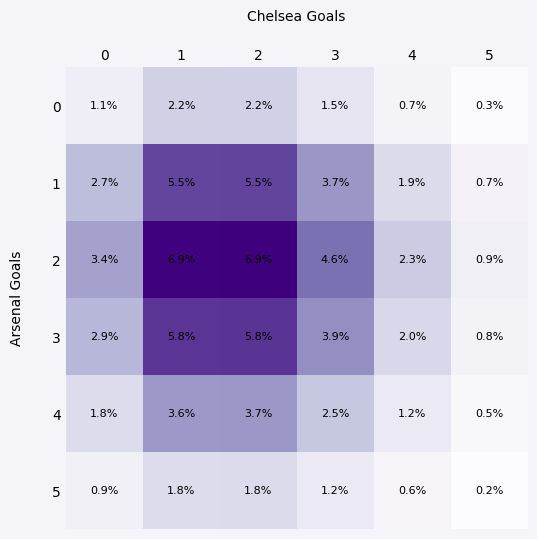 Chelsea Goals
0 1 2 3 4 5
0 1.1% 2.2% 2.2% 1.5% 0.7% 0.3%
1 2.7% 5.5% 5.5% 3.7% 1.9% 0.7%
2 3.4% 6.9% 6.9% 4.6% 2.3% 0.9%
3 2.9% 5.8% 5.8% 3.9% 2.0% 0.8%
4 1.8% 3.6% 3.7% 2.5% 1.2% 0.5%
5 0.9% 1.8% 1.8% 1.2% 0.6% 0.2%
Arsenal Goals